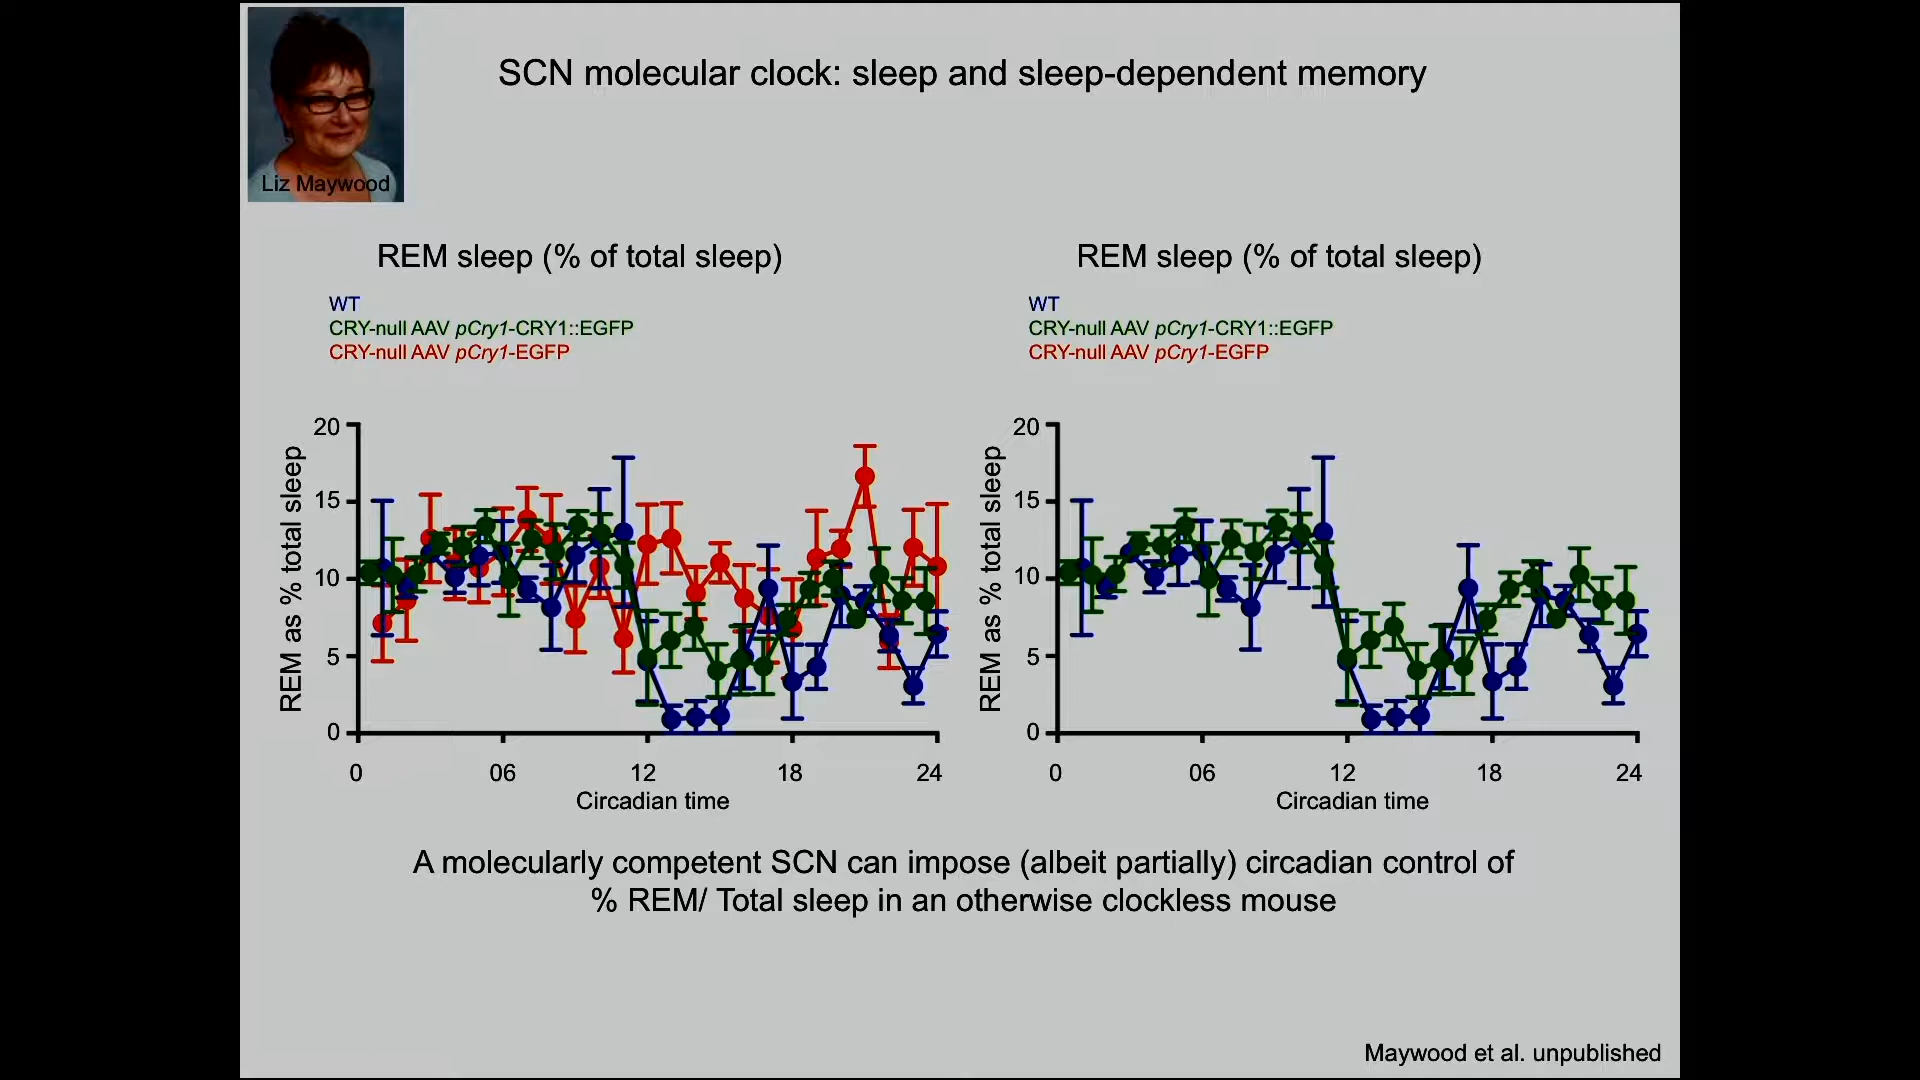 SCN molecular clock: sleep and sleep-dependent memory
Liz Maywood
REM sleep (% of total sleep)
WT
CRY-null AAV pCry1-CRY1::EGFP
CRY-null AAV pCry1-EGFP
REM as % total sleep
20
15
10
5
0
0 06 12 18 24
Circadian time
REM sleep (% of total sleep)
WT
CRY-null AAV pCry1-CRY1::EGFP
CRY-null AAV pCry1-EGFP
REM as % total sleep
20
15
10
5
0
0 06 12 18 24
Circadian time
A molecularly competent SCN can impose (albeit partially) circadian control of
% REM/ Total sleep in an otherwise clockless mouse
Maywood et al. unpublished